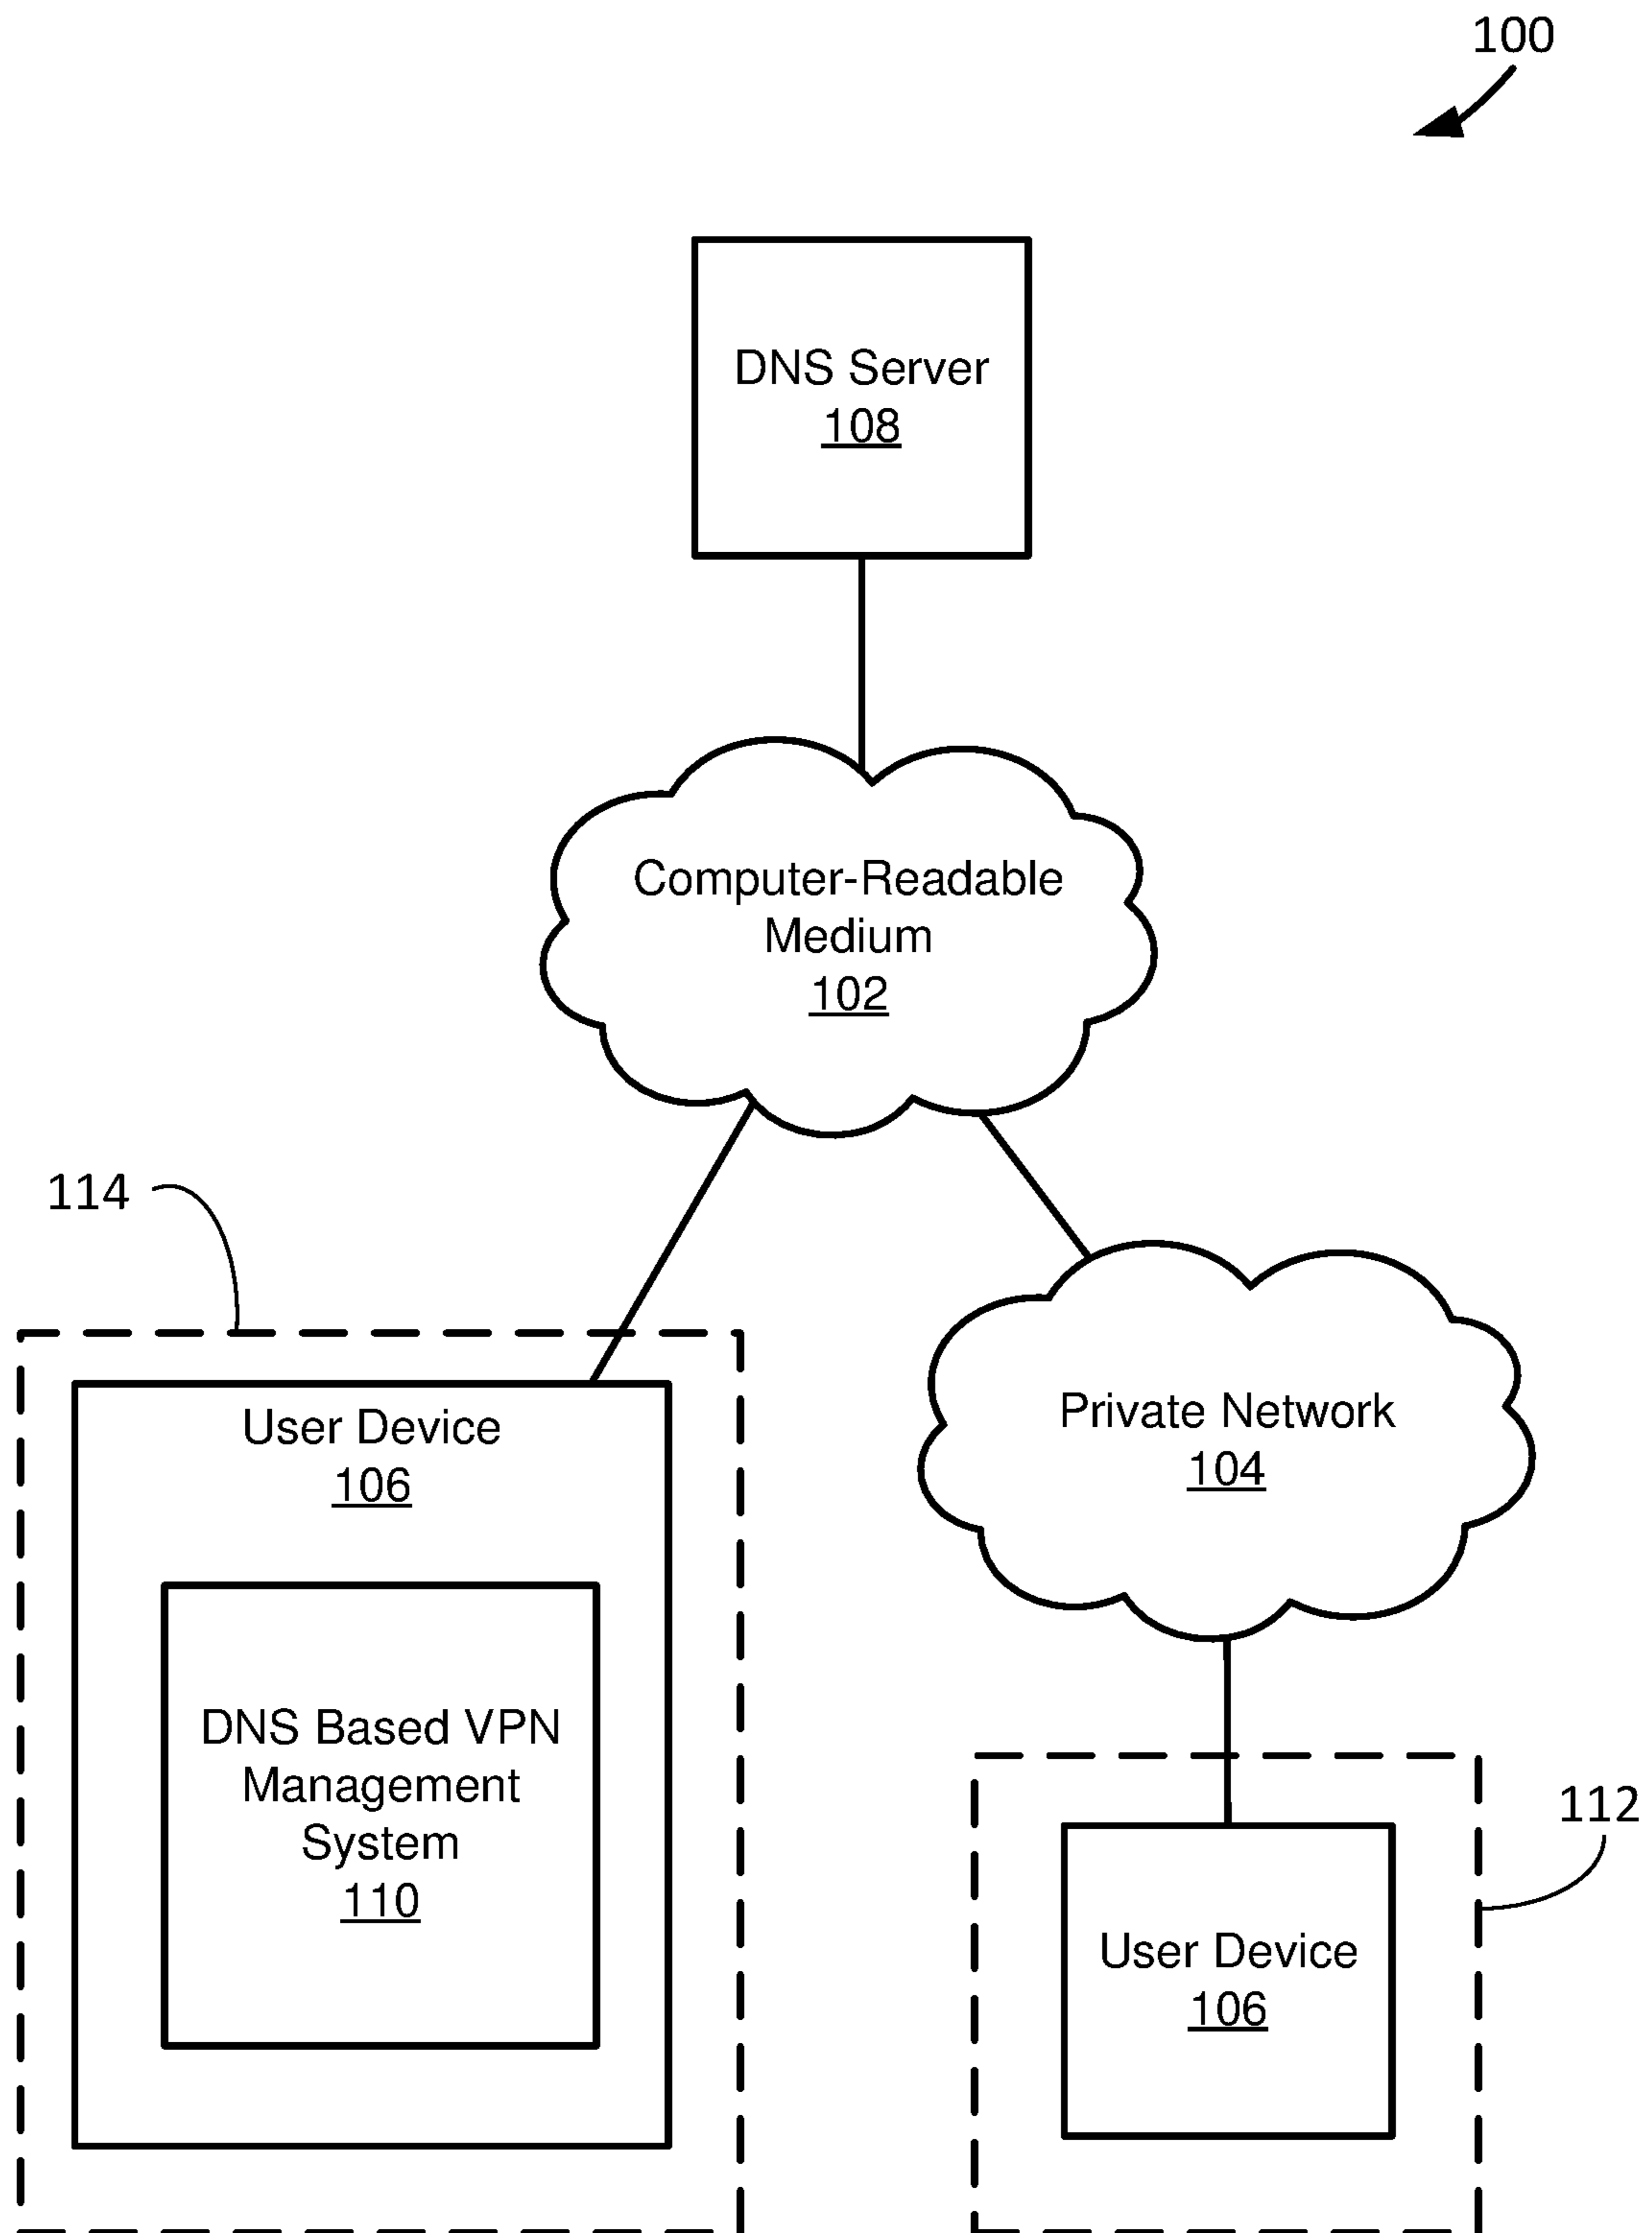 100
DNS Server
108
Computer-Readable
Medium
102
114
User Device
106
Private Network
104
DNS Based VPN
Management
System
110
112
User Device
106